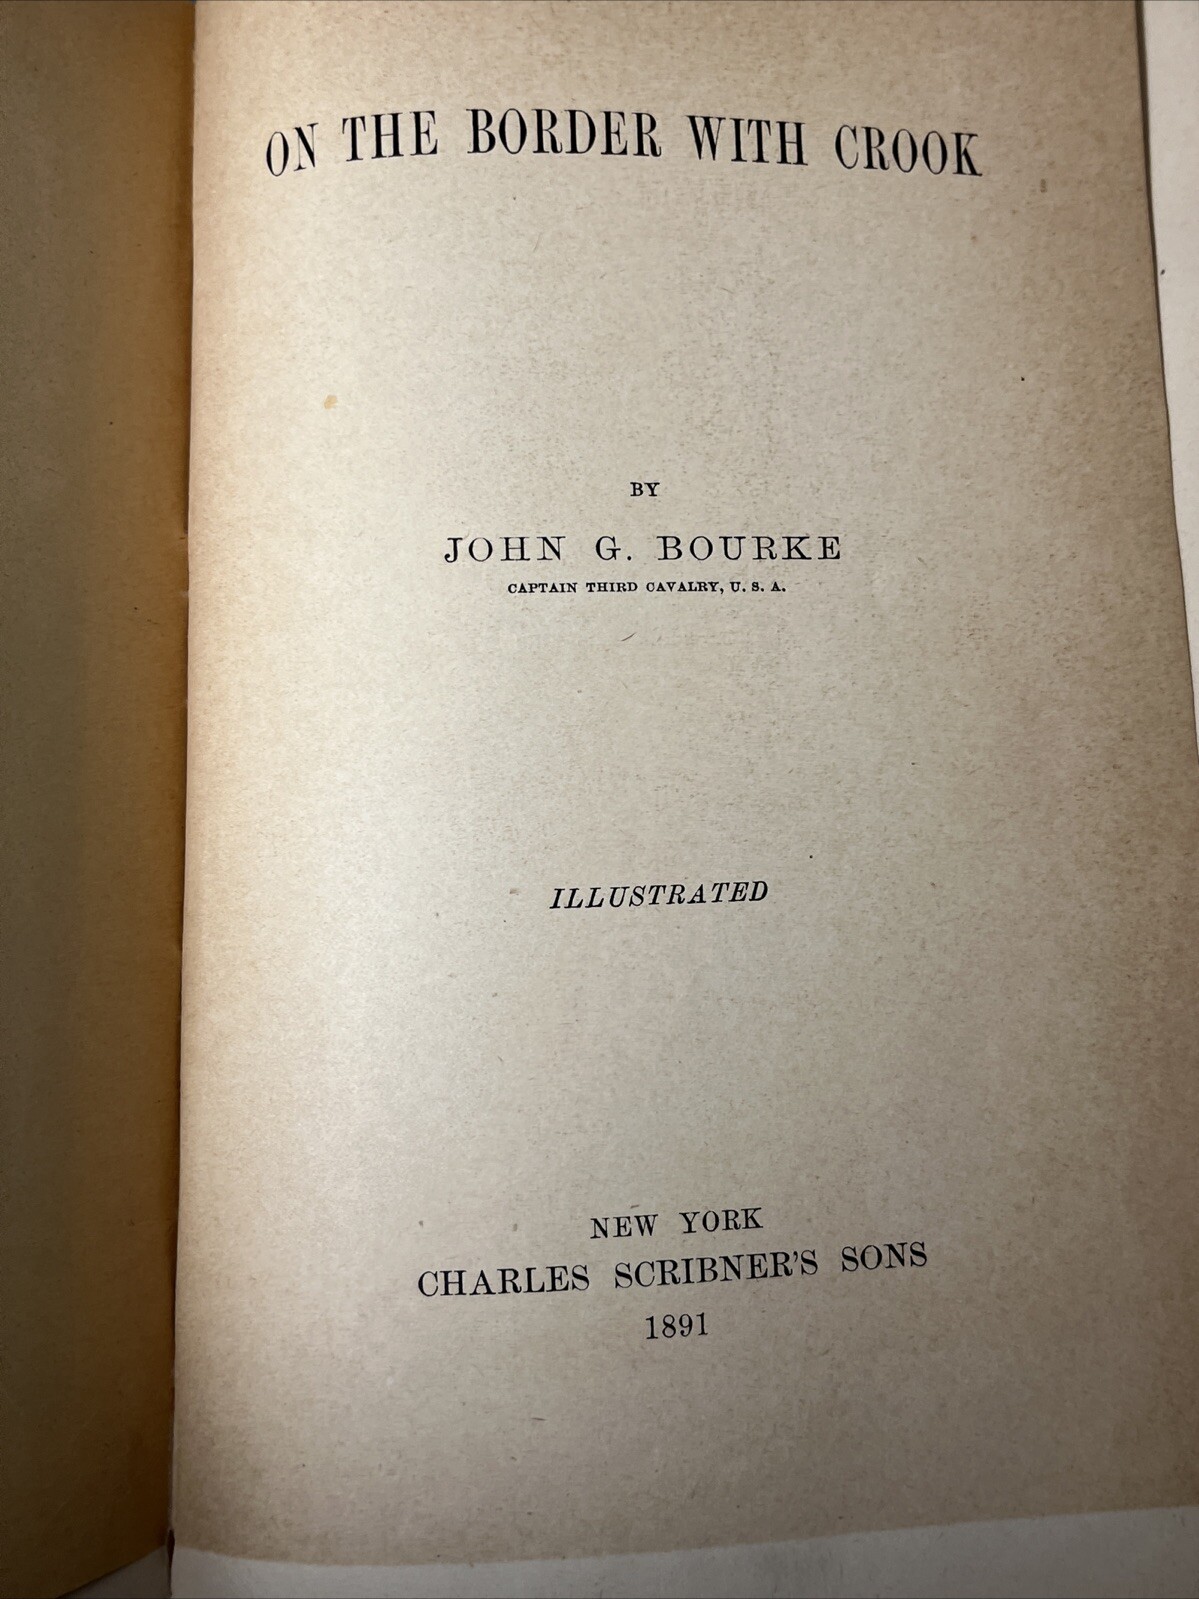 ON THE BORDER WITH CROOK
BY
JOHN G. BOURKE
CAPTAIN THIRD CAVALRY, U. S. A.
ILLUSTRATED
NEW YORK
CHARLES SCRIBNER'S SONS
1891